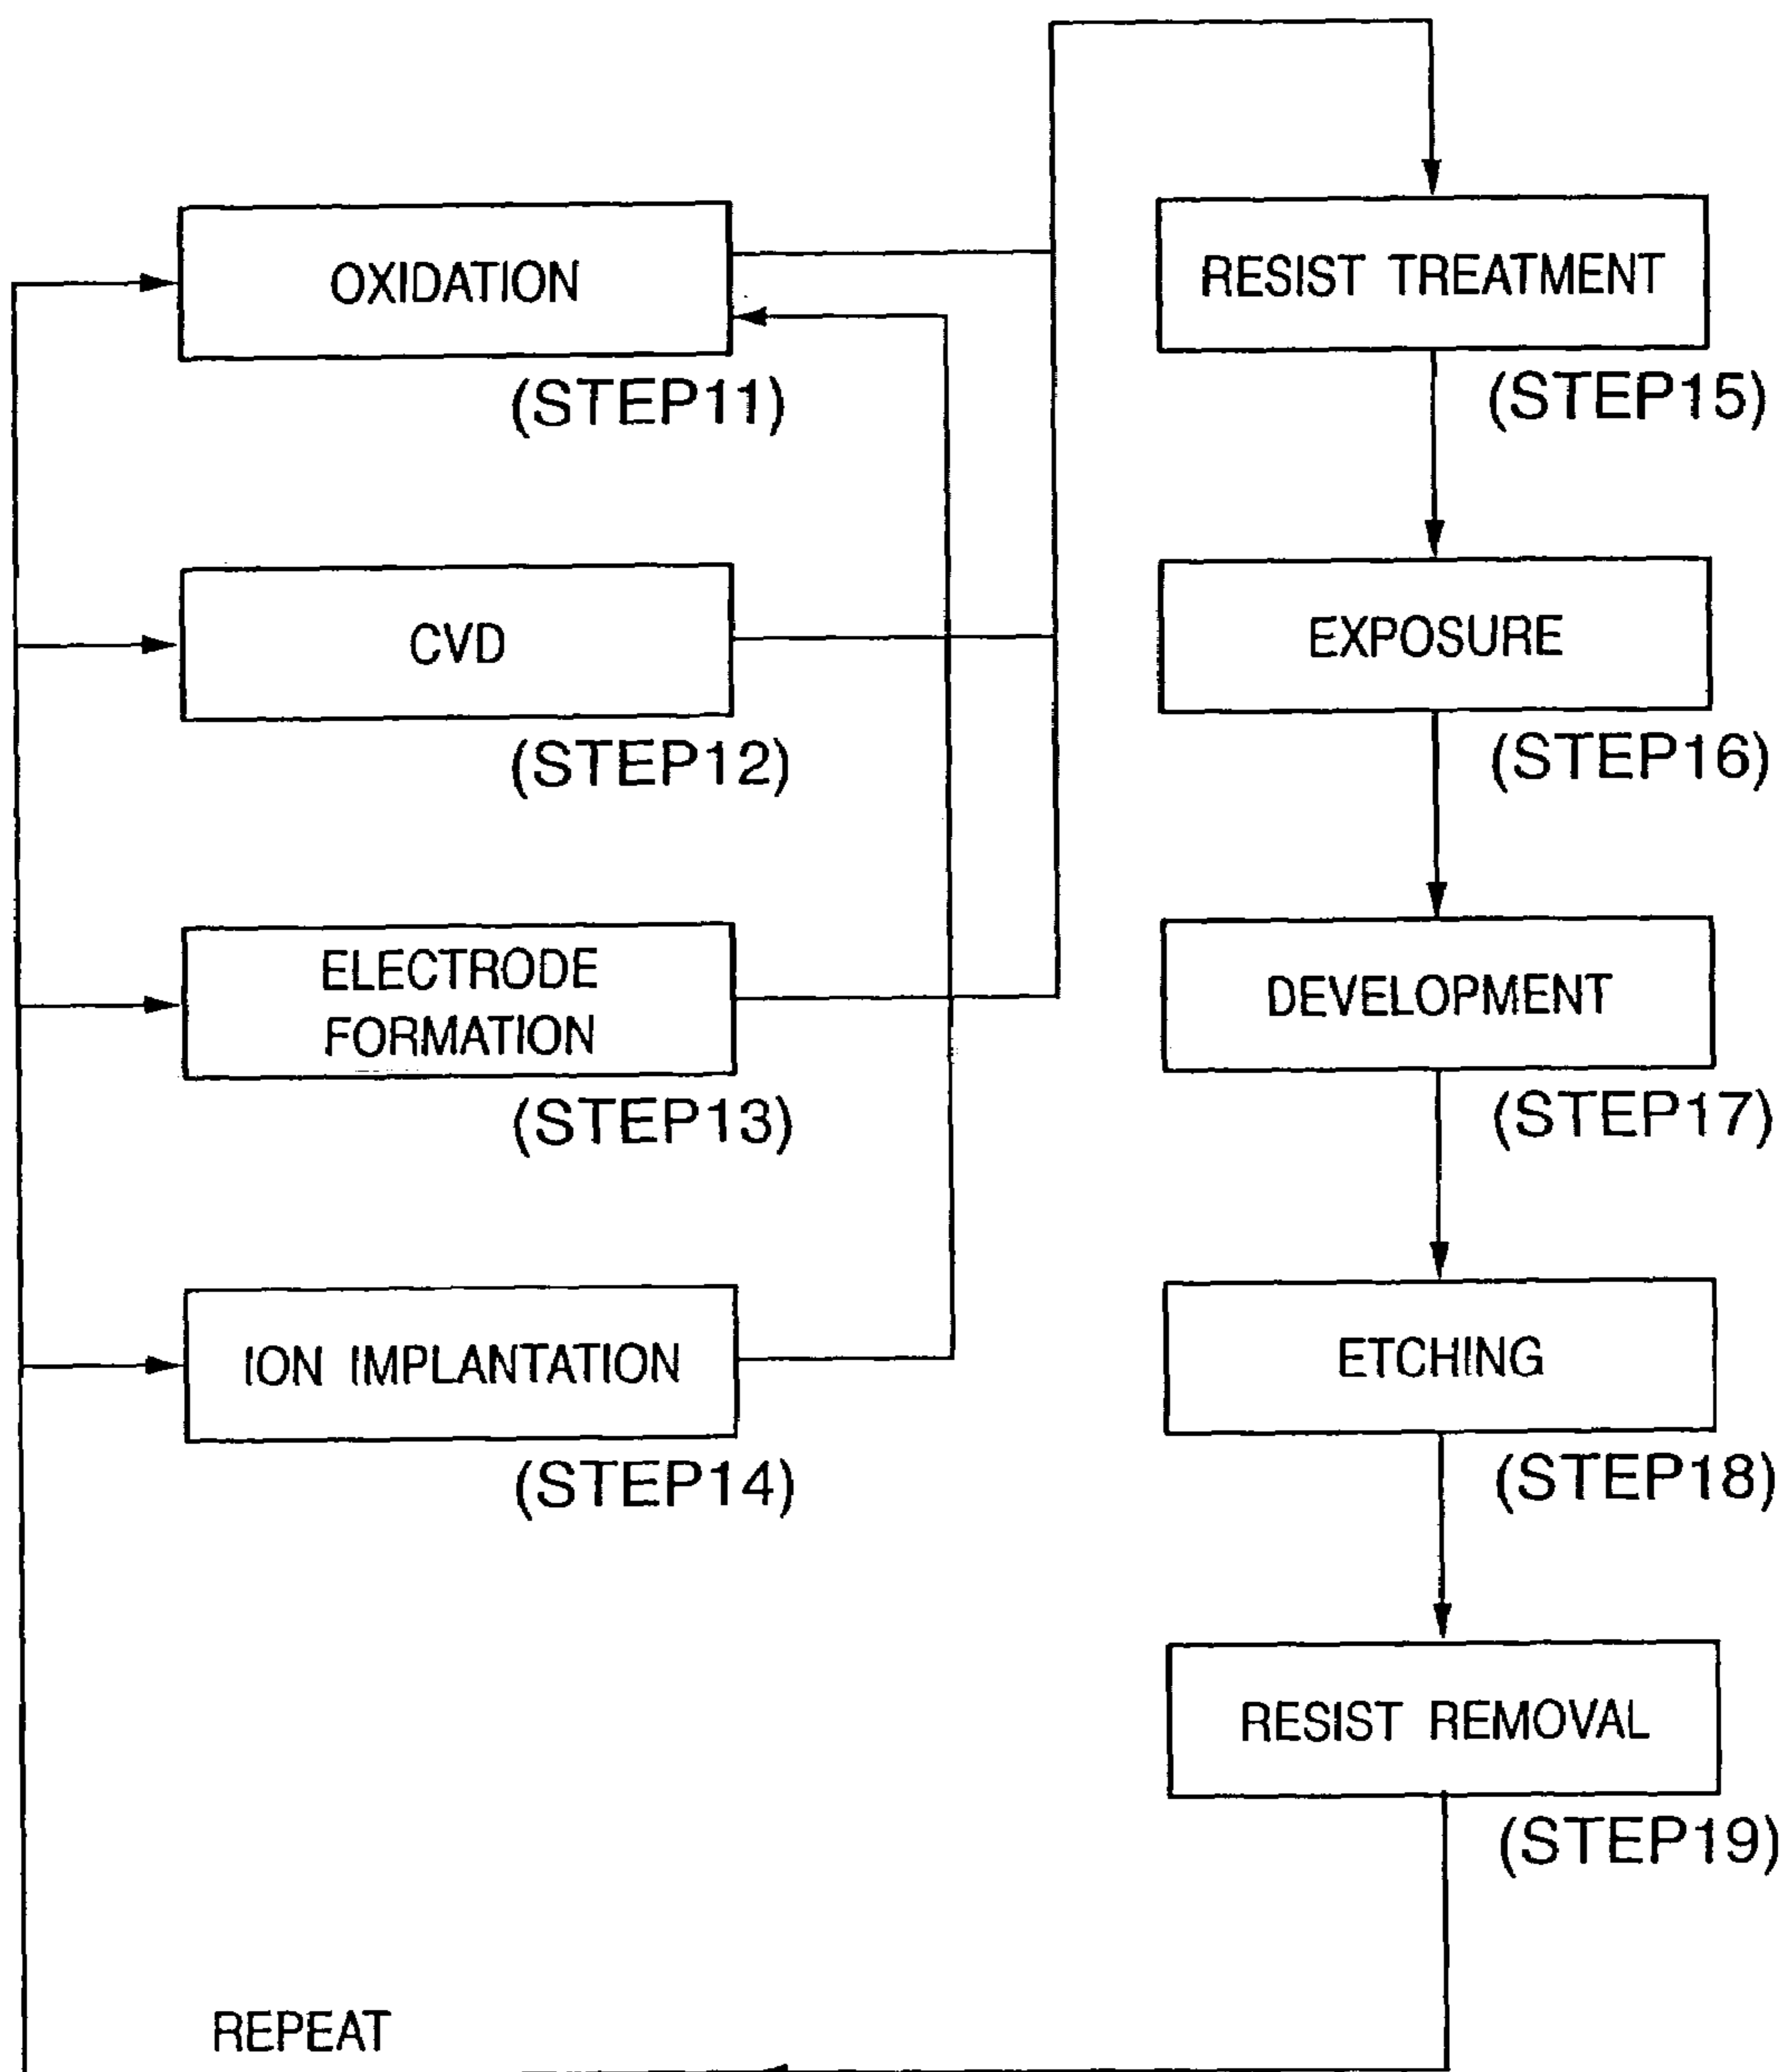 OXIDATION
(STEP11)
CVD
(STEP12)
ELECTRODE
FORMATION
(STEP13)
ION IMPLANTATION
(STEP14)
RESIST TREATMENT
(STEP15)
EXPOSURE
(STEP16)
DEVELOPMENT
(STEP17)
ETCHING
(STEP18)
RESIST REMOVAL
(STEP19)
REPEAT